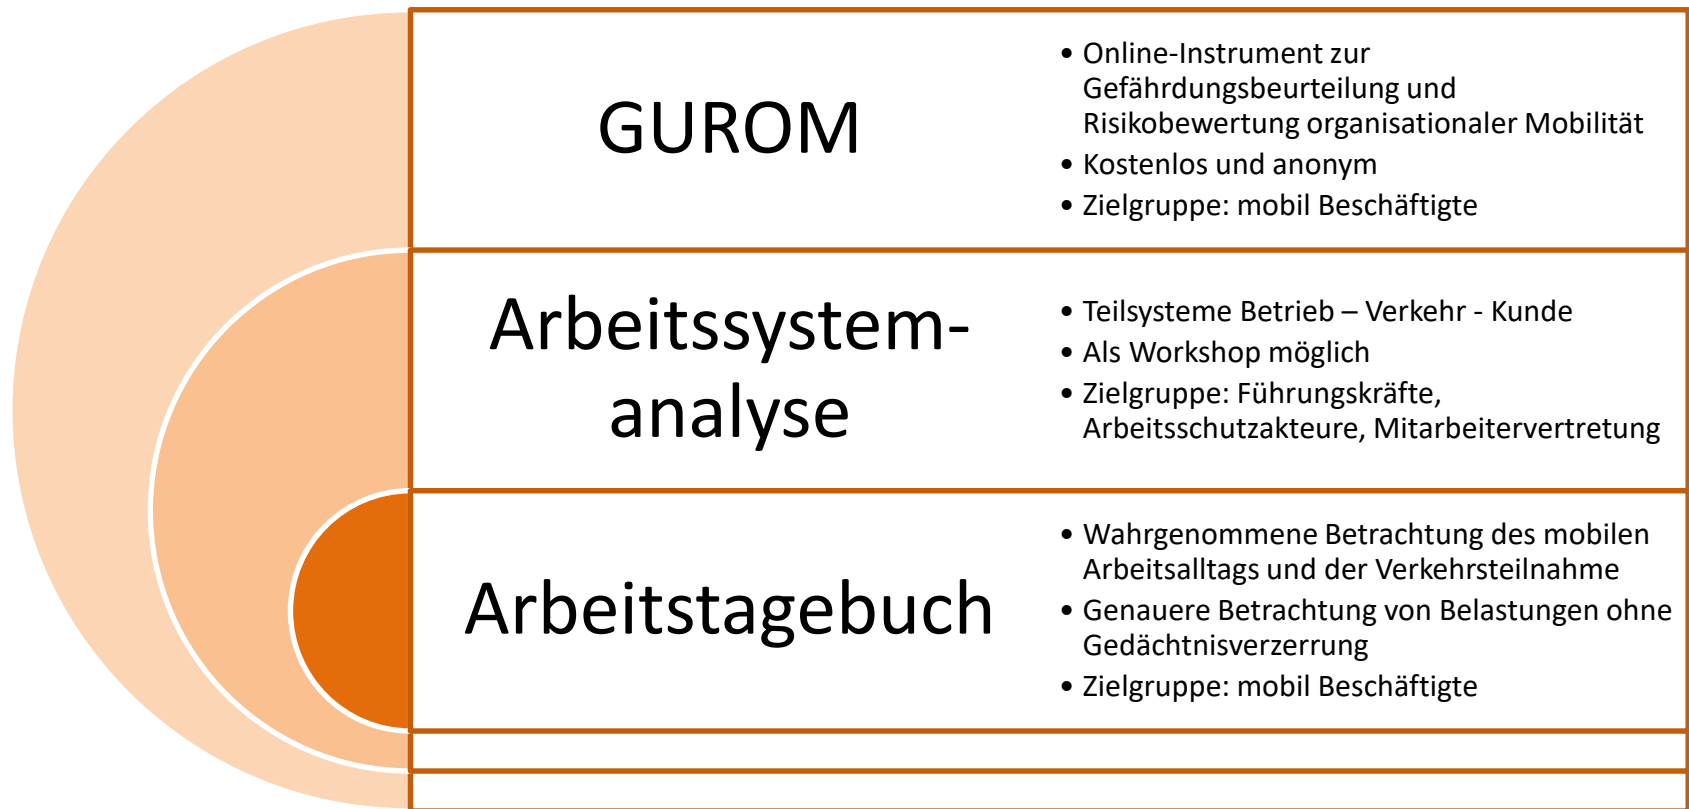 GUROM
• Online-Instrument zur
Gefährdungsbeurteilung und
Risikobewertung organisationaler Mobilität
• Kostenlos und anonym
• Zielgruppe: mobil Beschäftigte
Arbeitssystem-
analyse
• Teilsysteme Betrieb – Verkehr - Kunde
• Als Workshop möglich
• Zielgruppe: Führungskräfte,
Arbeitsschutzakteure, Mitarbeitervertretung
Arbeitstagebuch
• Wahrgenommene Betrachtung des mobilen
Arbeitsalltags und der Verkehrsteilnahme
• Genauere Betrachtung von Belastungen ohne
Gedächtnisverzerrung
• Zielgruppe: mobil Beschäftigte